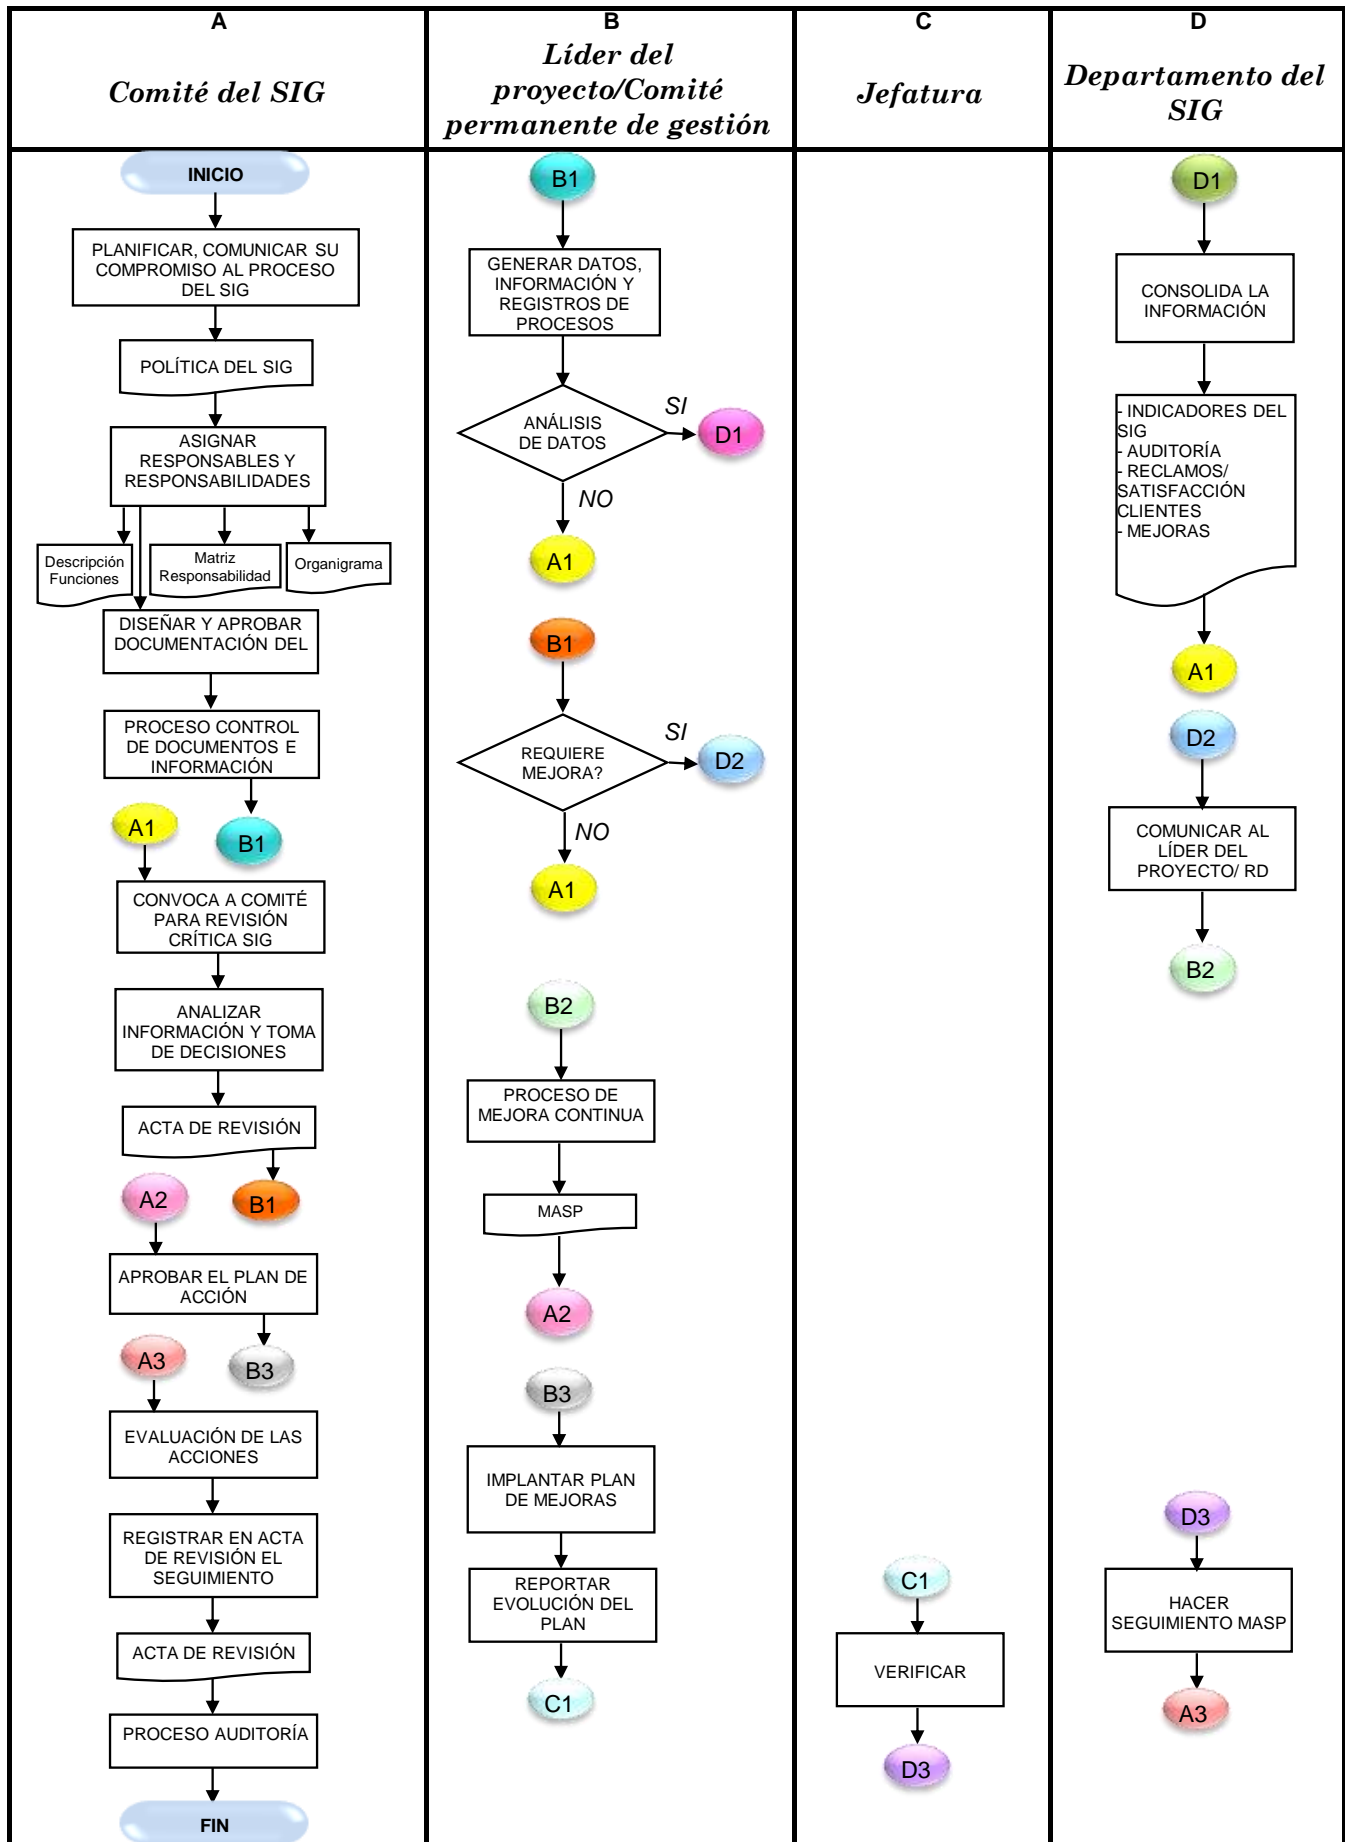 A
Comité del SIG
B
Líder del
proyecto/Comité
permanente de gestión
C
Jefatura
D
Departamento del
SIG
INICIO
PLANIFICAR, COMUNICAR SU
COMPROMISO AL PROCESO
DEL SIG
POLÍTICA DEL SIG
ASIGNAR
RESPONSABLES Y
RESPONSABILIDADES
Descripción
Funciones
Matriz
Responsabilidad
Organigrama
DISEÑAR Y APROBAR
DOCUMENTACIÓN DEL
PROCESO CONTROL
DE DOCUMENTOS E
INFORMACIÓN
A1
B1
CONVOCA A COMITÉ
PARA REVISIÓN
CRÍTICA SIG
ANALIZAR
INFORMACIÓN Y TOMA
DE DECISIONES
ACTA DE REVISIÓN
A2
B1
APROBAR EL PLAN DE
ACCIÓN
A3
B3
EVALUACIÓN DE LAS
ACCIONES
REGISTRAR EN ACTA
DE REVISIÓN EL
SEGUIMIENTO
ACTA DE REVISIÓN
PROCESO AUDITORÍA
FIN
B1
GENERAR DATOS,
INFORMACIÓN Y
REGISTROS DE
PROCESOS
ANÁLISIS
DE DATOS
SI
D1
NO
A1
B1
REQUIERE
MEJORA?
SI
D2
NO
A1
B2
PROCESO DE
MEJORA CONTINUA
MASP
A2
B3
IMPLANTAR PLAN
DE MEJORAS
REPORTAR
EVOLUCIÓN DEL
PLAN
C1
C1
VERIFICAR
D3
D1
CONSOLIDA LA
INFORMACIÓN
- INDICADORES DEL
SIG
- AUDITORÍA
- RECLAMOS/
SATISFACCIÓN
CLIENTES
- MEJORAS
A1
D2
COMUNICAR AL
LÍDER DEL
PROYECTO/ RD
B2
D3
HACER
SEGUIMIENTO MASP
A3